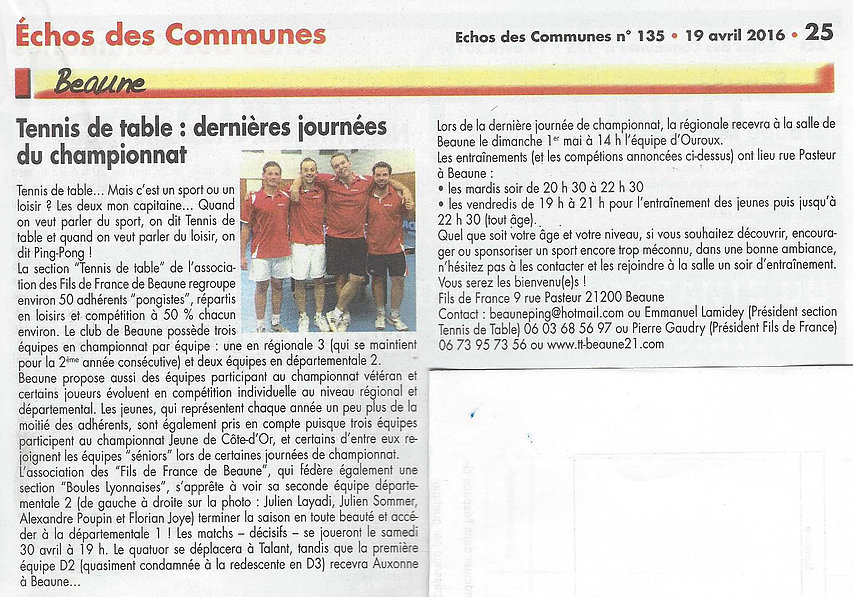 Échos des Communes
Echos des Communes n° 135 • 19 avril 2016 • 25
Beaune
Tennis de table : dernières journées
du championnat
Tennis de table... Mais c'est un sport ou un
loisir ? Les deux mon capitaine... Quand
on veut parler du sport, on dit Tennis de
table et quand on veut parler du loisir, on
dit Ping-Pong !
La section "Tennis de table" de l'associa-
tion des Fils de France de Beaune regroupe
environ 50 adhérents "pongistes", répartis
en loisirs et compétition à 50 % chacun
environ. Le club de Beaune possède trois
équipes en championnat par équipe : une en régionale 3 (qui se maintient
pour la 2ème année consécutive) et deux équipes en départementale 2.
Beaune propose aussi des équipes participant au championnat vétéran et
certains joueurs évoluent en compétition individuelle au niveau régional et
départemental. Les jeunes, qui représentent chaque année un peu plus de la
moitié des adhérents, sont également pris en compte puisque trois équipes
participent au championnat Jeune de Côte-d'Or, et certains d'entre eux re-
joignent les équipes "séniors" lors de certaines journées de championnat.
L'association des "Fils de France de Beaune", qui fédère également une
section "Boules Lyonnaises", s'apprête à voir sa seconde équipe départe-
mentale 2 (de gauche à droite sur la photo : Julien Layadi, Julien Sommer,
Alexandre Poupin et Florian Joye) terminer la saison en toute beauté et accé-
der à la départementale 1 ! Les matchs – décisifs – se joueront le samedi
30 avril à 19 h. Le quatuor se déplacera à Talant, tandis que la première
équipe D2 (quasiment condamnée à la redescente en D3) recevra Auxonne
à Beaune...
Lors de la dernière journée de championnat, la régionale recevra à la salle de
Beaune le dimanche 1er mai à 14 h l'équipe d'Ouroux.
Les entraînements (et les compétions annoncées ci-dessus) ont lieu rue Pasteur
à Beaune :
• les mardis soir de 20 h 30 à 22 h 30
• les vendredis de 19 h à 21 h pour l'entraînement des jeunes puis jusqu'à
22 h 30 (tout âge).
Quel que soit votre âge et votre niveau, si vous souhaitez découvrir, encoura-
ger ou sponsoriser un sport encore trop méconnu, dans une bonne ambiance,
n'hésitez pas à les contacter et les rejoindre à la salle un soir d'entraînement.
Vous serez les bienvenu(e)s !
Fils de France 9 rue Pasteur 21200 Beaune
Contact : beauneping@hotmail.com ou Emmanuel Lamidey (Président section
Tennis de Table) 06 03 68 56 97 ou Pierre Gaudry (Président Fils de France)
06 73 95 73 56 ou www.tt-beaune21.com